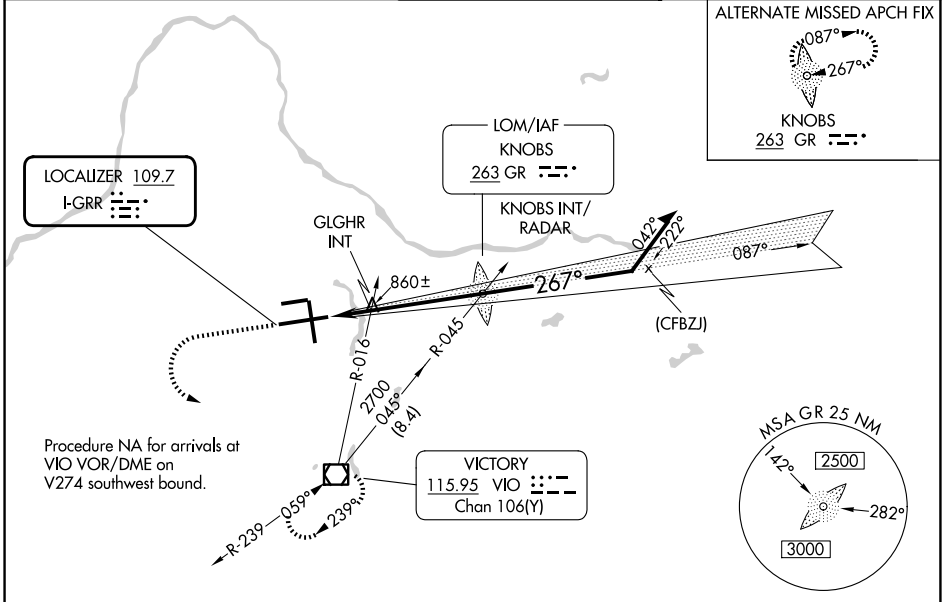 ALTERNATE MISSED APCH FIX
087°
267°
KNOBS
263 GR
LOM/IAF
KNOBS
263 GR
KNOBS INT/
RADAR
LOCALIZER 109.7
I-GRR
GLGHR
INT
860±
267°
042°
222°
087°
(CFBZJ)
R-016
R-045
2700
045°
(8.4)
Procedure NA for arrivals at
VIO VOR/DME on
V274 southwest bound.
VICTORY
115.95 VIO
Chan 106(Y)
R-239
059°
239°
MSA GR 25 NM
142°
2500
282°
3000